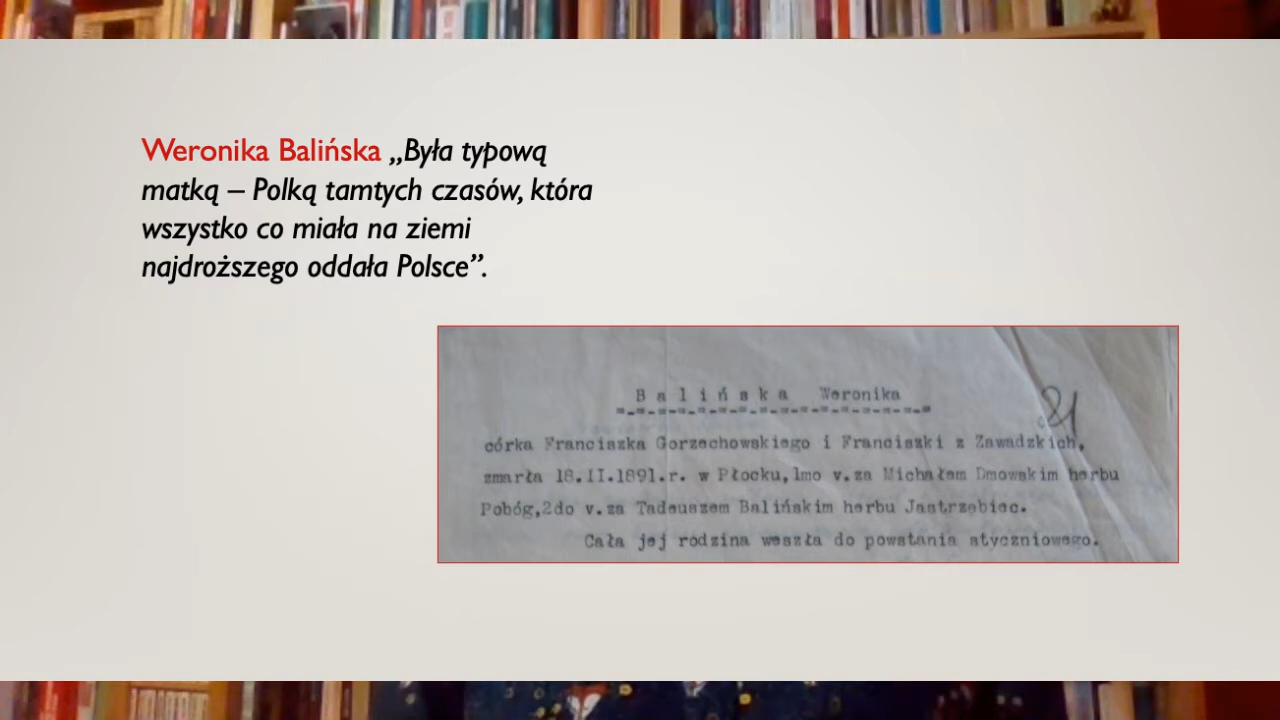 Weronika Balińska „Była typową
matką – Polką tamtych czasów, która
wszystko co miała na ziemi
najdroższego oddała Polsce”.
B a l i ń s k a Weronika
21
córka Franciszka Gorzechowskiego i Franciszki z Zawadzkich,
zmarła 18.II.1891.r. w Płocku,1mo v.za Michałem Dmowskim herbu
Pobóg,2do v.za Tadeuszem Balińskim herbu Jastrzębiec.
Cała jej rodzina weszła do powstania styczniowego.